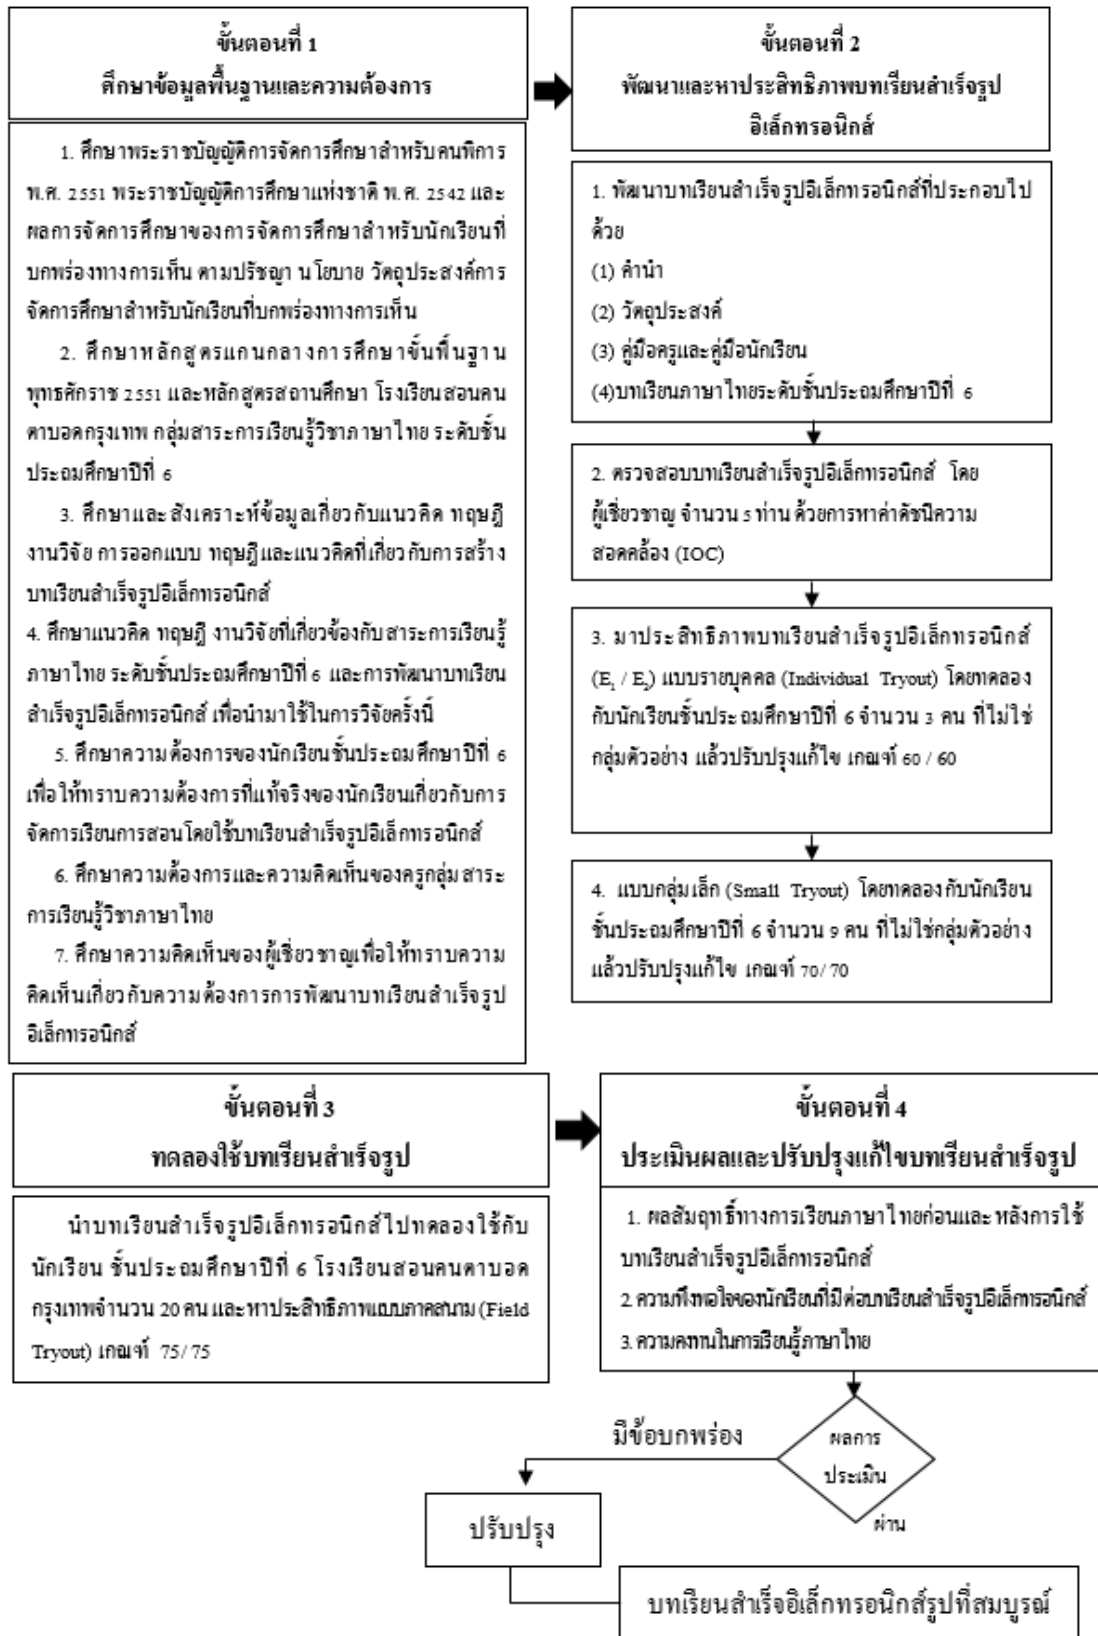 ขั้นตอนที่ 1
ศึกษาข้อมูลพื้นฐานและความต้องการ
1. ศึกษาพระราชบัญญัติการจัดการศึกษาสำหรับคนพิการ
พ.ศ. 2551 พระราชบัญญัติการศึกษาแห่งชาติ พ.ศ. 2542 และ
ผลการจัดการศึกษาของการจัดการศึกษาสำหรับนักเรียนที่
บกพร่องทางการเห็น ตามปรัชญา นโยบาย วัตถุประสงค์การ
จัดการศึกษาสำหรับนักเรียนที่บกพร่องทางการเห็น
2. ศึกษาหลักสูตรแกนกลางการศึกษาขั้นพื้นฐาน
พุทธศักราช 2551 และหลักสูตรสถานศึกษา โรงเรียนสอนคน
ตาบอดกรุงเทพ กลุ่มสาระการเรียนรู้วิชาภาษาไทย ระดับชั้น
ประถมศึกษาปีที่ 6
3. ศึกษาและสังเคราะห์ข้อมูลเกี่ยวกับแนวคิด ทฤษฎี
งานวิจัย การออกแบบ ทฤษฎีและแนวคิดที่เกี่ยวกับการสร้าง
บทเรียนสำเร็จรูปอิเล็กทรอนิกส์
4. ศึกษาแนวคิด ทฤษฎี งานวิจัยที่เกี่ยวข้องกับสาระการเรียนรู้
ภาษาไทย ระดับชั้นประถมศึกษาปีที่ 6 และการพัฒนาบทเรียน
สำเร็จรูปอิเล็กทรอนิกส์ เพื่อนำมาใช้ในการวิจัยครั้งนี้
5. ศึกษาความต้องการของนักเรียนชั้นประถมศึกษาปีที่ 6
เพื่อให้ทราบความต้องการที่แท้จริงของนักเรียนเกี่ยวกับการ
จัดการเรียนการสอนโดยใช้บทเรียนสำเร็จรูปอิเล็กทรอนิกส์
6. ศึกษาความต้องการและความคิดเห็นของครูกลุ่มสาระ
การเรียนรู้วิชาภาษาไทย
7. ศึกษาความคิดเห็นของผู้เชี่ยวชาญเพื่อให้ทราบความ
คิดเห็นเกี่ยวกับความต้องการการพัฒนาบทเรียนสำเร็จรูป
อิเล็กทรอนิกส์
ขั้นตอนที่ 2
พัฒนาและหาประสิทธิภาพบทเรียนสำเร็จรูป
อิเล็กทรอนิกส์
1. พัฒนาบทเรียนสำเร็จรูปอิเล็กทรอนิกส์ที่ประกอบไป
ด้วย
(1) คำนำ
(2) วัตถุประสงค์
(3) คู่มือครูและคู่มือนักเรียน
(4)บทเรียนภาษาไทยระดับชั้นประถมศึกษาปีที่ 6
2. ตรวจสอบบทเรียนสำเร็จรูปอิเล็กทรอนิกส์ โดย
ผู้เชี่ยวชาญ จำนวน 5 ท่าน ด้วยการหาค่าดัชนีความ
สอดคล้อง (IOC)
3. มาประสิทธิภาพบทเรียนสำเร็จรูปอิเล็กทรอนิกส์
(E₁ / E₂) แบบรายบุคคล (Individual Tryout) โดยทดลอง
กับนักเรียนชั้นประถมศึกษาปีที่ 6 จำนวน 3 คน ที่ไม่ใช่
กลุ่มตัวอย่าง แล้วปรับปรุงแก้ไข เกณฑ์ 60 / 60
4. แบบกลุ่มเล็ก (Small Tryout) โดยทดลองกับนักเรียน
ชั้นประถมศึกษาปีที่ 6 จำนวน 9 คน ที่ไม่ใช่กลุ่มตัวอย่าง
แล้วปรับปรุงแก้ไข เกณฑ์ 70/ 70
ขั้นตอนที่ 3
ทดลองใช้บทเรียนสำเร็จรูป
นำบทเรียนสำเร็จรูปอิเล็กทรอนิกส์ไปทดลองใช้กับ
นักเรียน ชั้นประถมศึกษาปีที่ 6 โรงเรียนสอนคนตาบอด
กรุงเทพจำนวน 20 คน และหาประสิทธิภาพแบบภาคสนาม (Field
Tryout) เกณฑ์ 75/ 75
ขั้นตอนที่ 4
ประเมินผลและปรับปรุงแก้ไขบทเรียนสำเร็จรูป
1. ผลสัมฤทธิ์ทางการเรียนภาษาไทยก่อนและหลังการใช้
บทเรียนสำเร็จรูปอิเล็กทรอนิกส์
2. ความพึงพอใจของนักเรียนที่มีต่อบทเรียนสำเร็จรูปอิเล็กทรอนิกส์
3. ความคงทนในการเรียนรู้ภาษาไทย
ผลการ
ประเมิน
มีข้อบกพร่อง
ผ่าน
ปรับปรุง
บทเรียนสำเร็จอิเล็กทรอนิกส์รูปที่สมบูรณ์